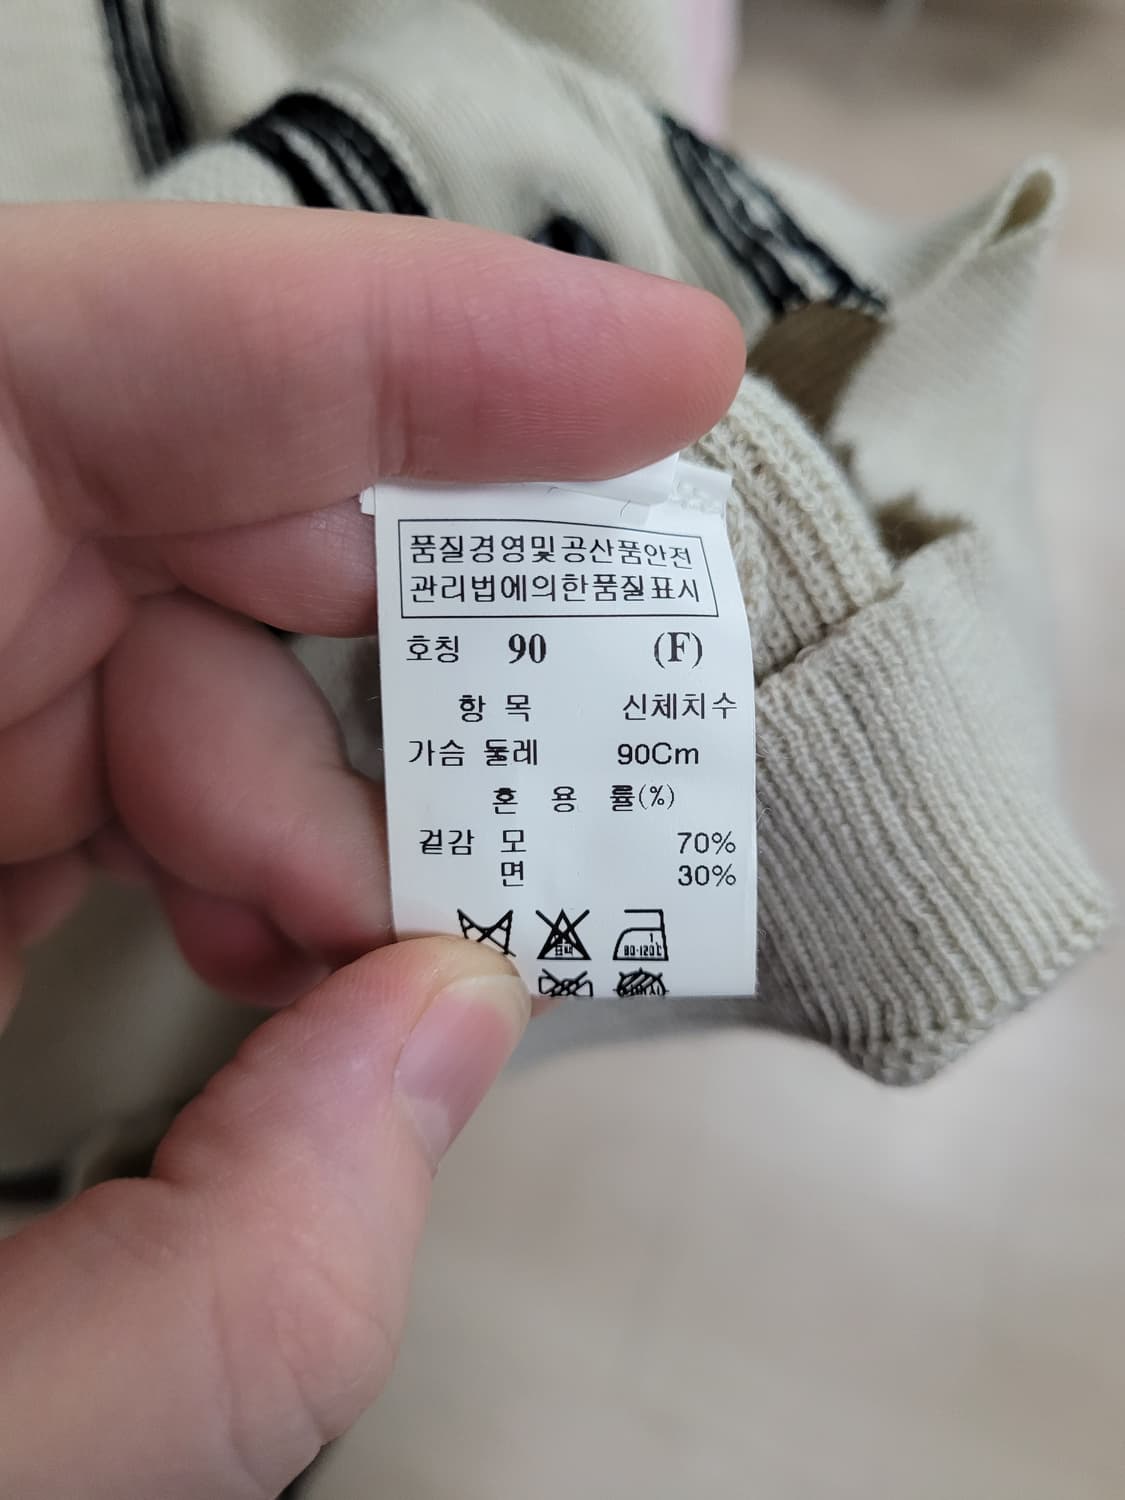 품질경영및공산품안전
관리법에의한품질표시
호칭 90 (F)
항 목 신체치수
가슴 둘레 90Cm
혼 용 률(%)
겉감 모 70%
면 30%
80-120℃